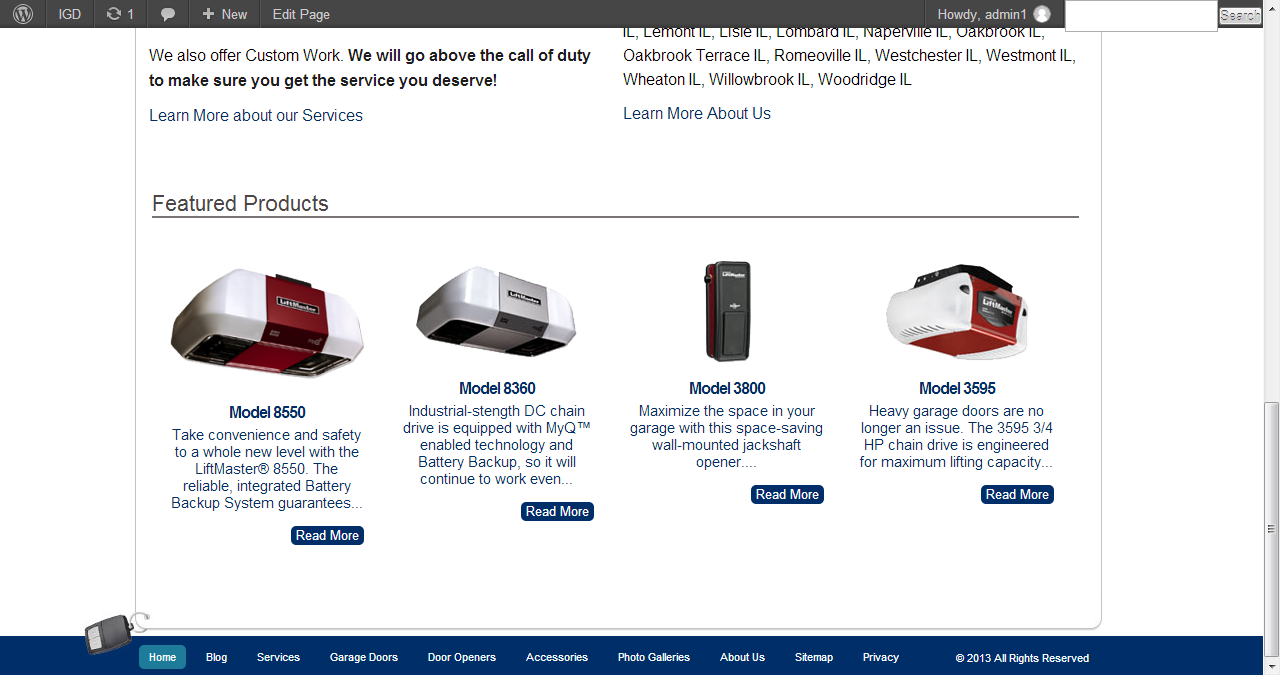 IGD 1 New Edit Page Howdy, admin1 Search
We also offer Custom Work. We will go above the call of duty
to make sure you get the service you deserve!
Learn More about our Services
IL, Lemont IL, Lisle IL, Lombard IL, Naperville IL, Oakbrook IL,
Oakbrook Terrace IL, Romeoville IL, Westchester IL, Westmont IL,
Wheaton IL, Willowbrook IL, Woodridge IL
Learn More About Us
Featured Products
LiftMaster
Model 8550
Take convenience and safety
to a whole new level with the
LiftMaster® 8550. The
reliable, integrated Battery
Backup System guarantees...
Read More
LiftMaster
Model 8360
Industrial-stength DC chain
drive is equipped with MyQ™
enabled technology and
Battery Backup, so it will
continue to work even...
Read More
LiftMaster
Model 3800
Maximize the space in your
garage with this space-saving
wall-mounted jackshaft
opener....
Read More
Model 3595
Heavy garage doors are no
longer an issue. The 3595 3/4
HP chain drive is engineered
for maximum lifting capacity...
Read More
Home Blog Services Garage Doors Door Openers Accessories Photo Galleries About Us Sitemap Privacy © 2013 All Rights Reserved